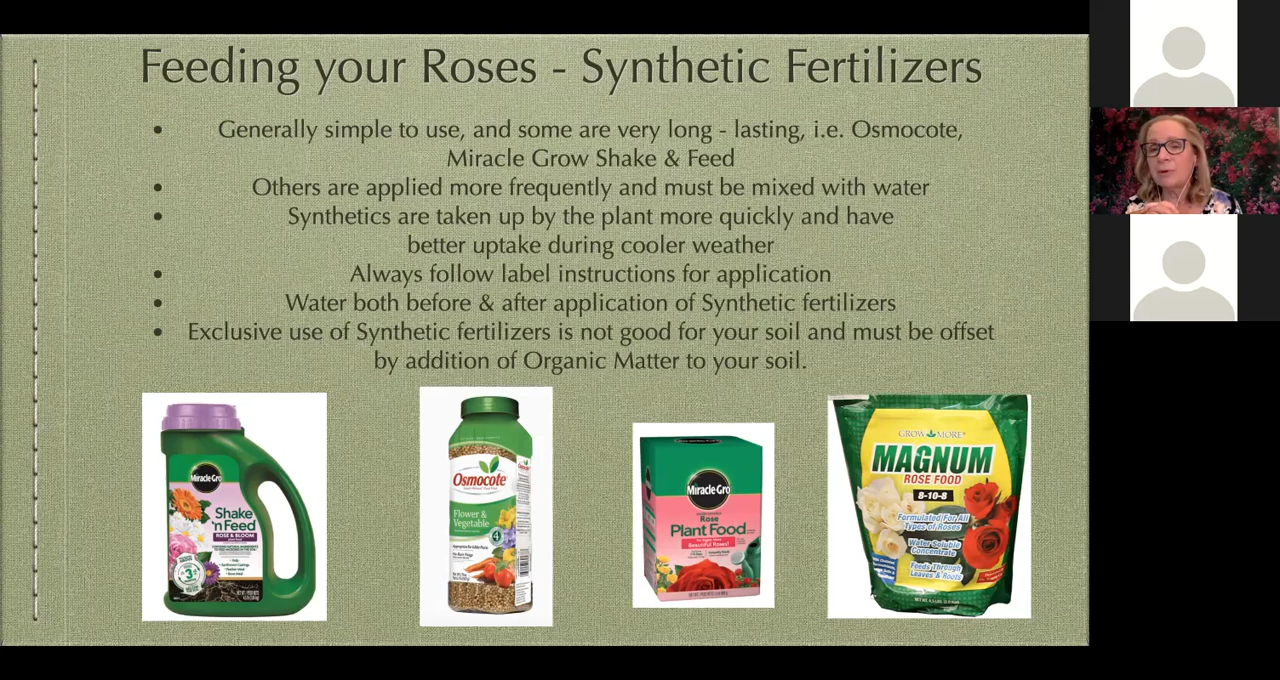 Feeding your Roses - Synthetic Fertilizers
• Generally simple to use, and some are very long - lasting, i.e. Osmocote,
Miracle Grow Shake & Feed
• Others are applied more frequently and must be mixed with water
• Synthetics are taken up by the plant more quickly and have
better uptake during cooler weather
• Always follow label instructions for application
• Water both before & after application of Synthetic fertilizers
• Exclusive use of Synthetic fertilizers is not good for your soil and must be offset
by addition of Organic Matter to your soil.
Miracle-Gro
Shake
'n Feed
ROSE & BLOOM
Osmocote
Flower &
Vegetable
4
Miracle-Gro
Rose
Plant Food
Beautiful Roses!
GROW MORE
MAGNUM
ROSE FOOD
8-10-8
Formulated For All
Types of Roses
Water Soluble
Concentrate
Feeds Through
Leaves & Roots